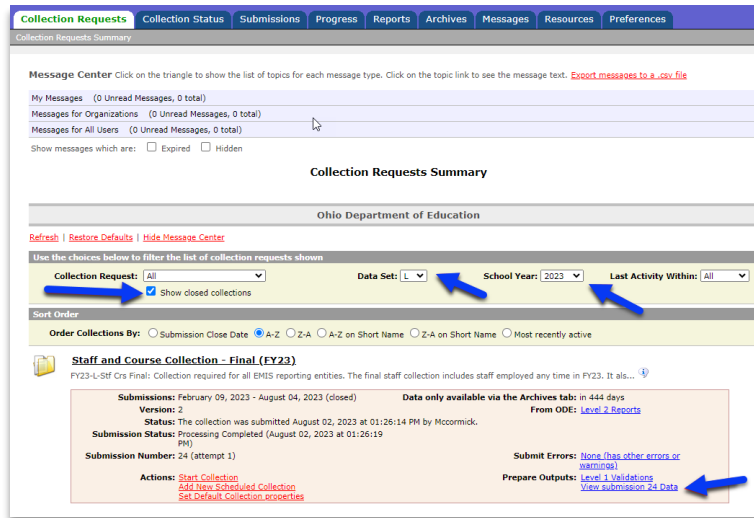 Collection Requests Collection Status Submissions Progress Reports Archives Messages Resources Preferences
Collection Requests Summary
Message Center Click on the triangle to show the list of topics for each message type. Click on the topic link to see the message text. Export messages to a .csv file
My Messages (0 Unread Messages, 0 total)
Messages for Organizations (0 Unread Messages, 0 total)
Messages for All Users (0 Unread Messages, 0 total)
Show messages which are: Expired Hidden
Collection Requests Summary
Ohio Department of Education
Refresh | Restore Defaults | Hide Message Center
Use the choices below to filter the list of collection requests shown
Collection Request: All Data Set: L School Year: 2023 Last Activity Within: All
Show closed collections
Sort Order
Order Collections By: Submission Close Date A-Z Z-A A-Z on Short Name Z-A on Short Name Most recently active
Staff and Course Collection - Final (FY23)
FY23-L-Stf Crs Final: Collection required for all EMIS reporting entities. The final staff collection includes staff employed any time in FY23. It als...
Submissions: February 09, 2023 - August 04, 2023 (closed) Data only available via the Archives tab: in 444 days
Version: 2 From ODE: Level 2 Reports
Status: The collection was submitted August 02, 2023 at 01:26:14 PM by Mccormick.
Submission Status: Processing Completed (August 02, 2023 at 01:26:19 PM)
Submission Number: 24 (attempt 1) Submit Errors: None (has other errors or warnings)
Actions: Start Collection Prepare Outputs: Level 1 Validations
Add New Scheduled Collection View submission 24 Data
Set Default Collection properties